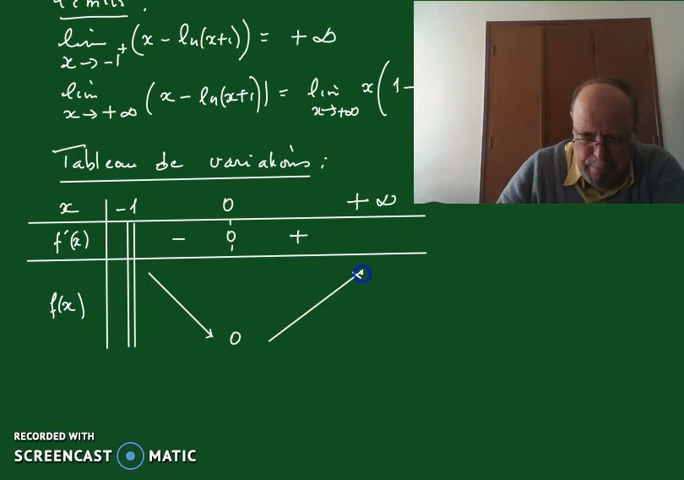 Limits:
lim (x - ln(x+1)) = +∞
x → -1⁺
lim (x - ln(x+1)) = lim x(1-
x → +∞ x → +∞
Tableau de variations :
x -1 0 +∞
f'(x) - 0 +
f(x) 0
RECORDED WITH
SCREENCAST MATIC